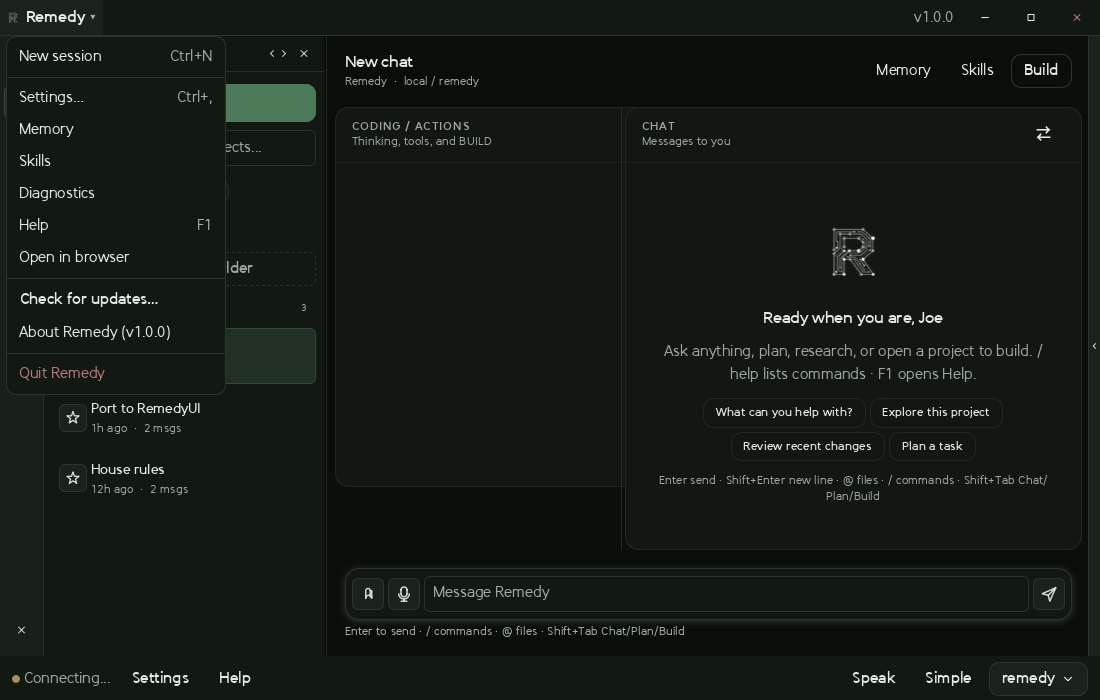 Remedy
v1.0.0
New session Ctrl+N
Settings... Ctrl+,
Memory
Skills
Diagnostics
Help F1
Open in browser
Check for updates...
About Remedy (v1.0.0)
Quit Remedy
3
Port to RemedyUI
1h ago · 2 msgs
House rules
12h ago · 2 msgs
New chat
Remedy · local / remedy
Memory Skills Build
CODING / ACTIONS
Thinking, tools, and BUILD
CHAT
Messages to you
Ready when you are, Joe
Ask anything, plan, research, or open a project to build. /
help lists commands · F1 opens Help.
What can you help with? Explore this project
Review recent changes Plan a task
Enter send · Shift+Enter new line · @ files · / commands · Shift+Tab Chat/
Plan/Build
Message Remedy
Enter to send · / commands · @ files · Shift+Tab Chat/Plan/Build
Connecting... Settings Help
Speak Simple remedy